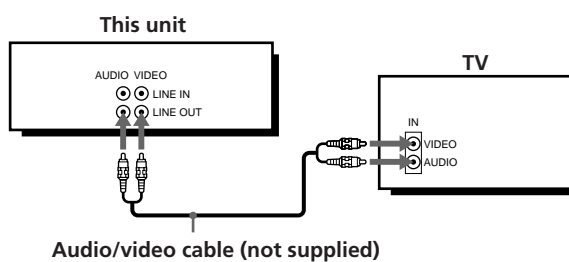 This unit
AUDIO VIDEO
LINE IN
LINE OUT
TV
IN
VIDEO
AUDIO
Audio/video cable (not supplied)